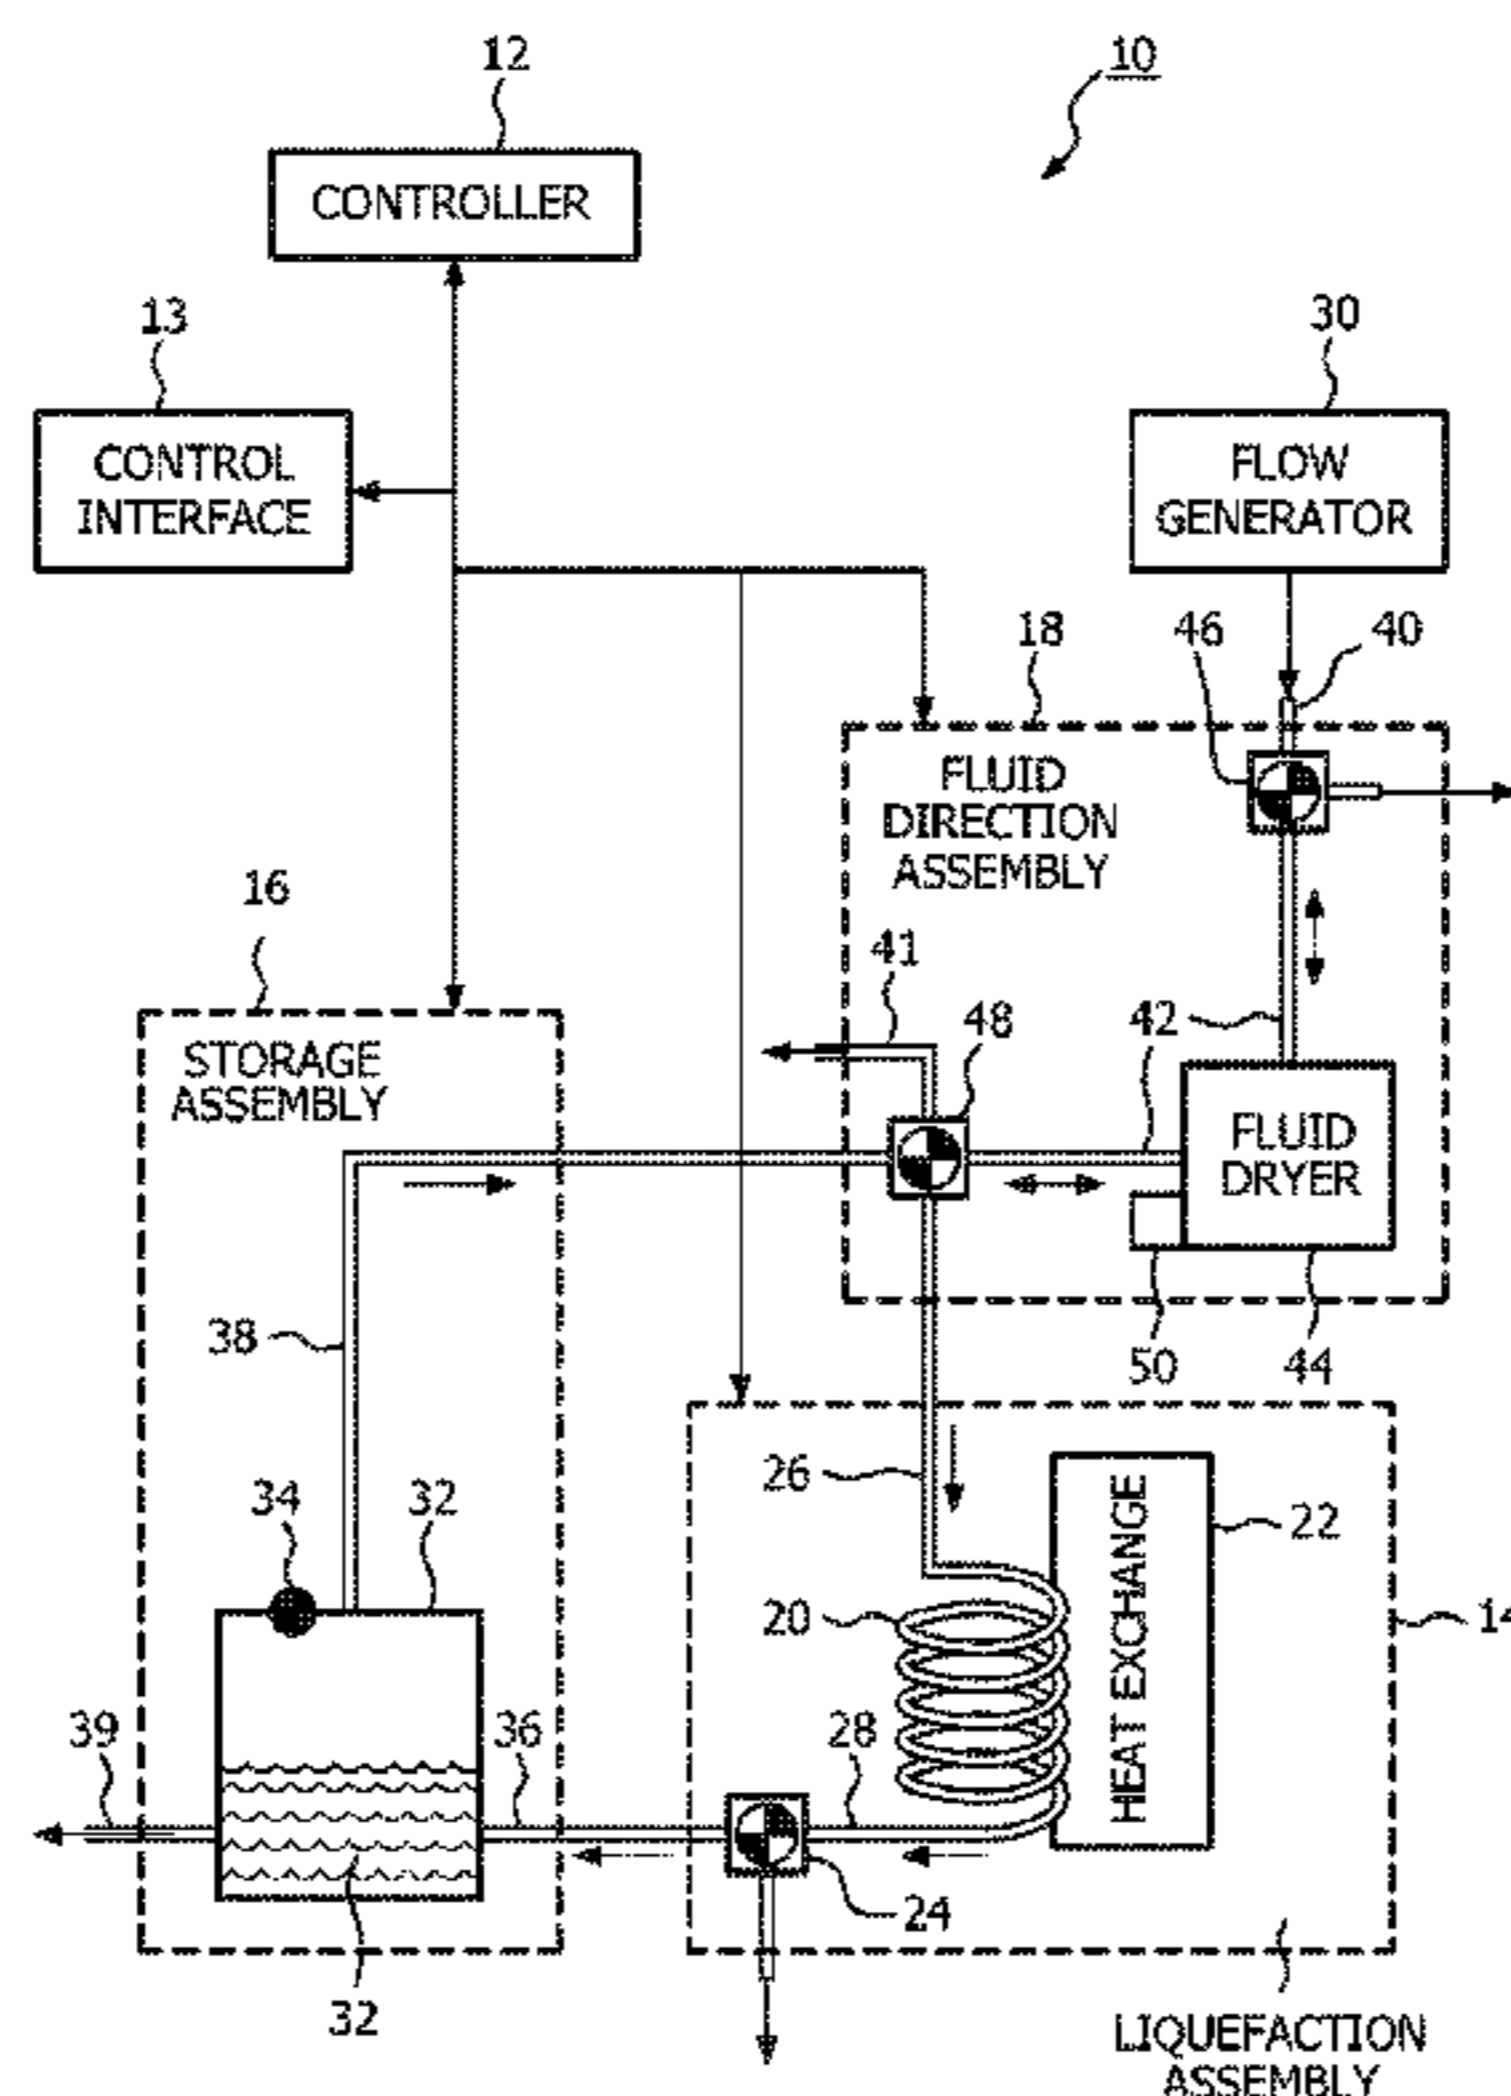 12
10
CONTROLLER
13
30
CONTROL
INTERFACE
FLOW
GENERATOR
18
46
40
FLUID
DIRECTION
ASSEMBLY
16
41
48
42
STORAGE
ASSEMBLY
FLUID
DRYER
38
50
44
34
32
26
22
HEAT EXCHANGE
20
14
39
36
28
24
32
LIQUEFACTION
ASSEMBLY